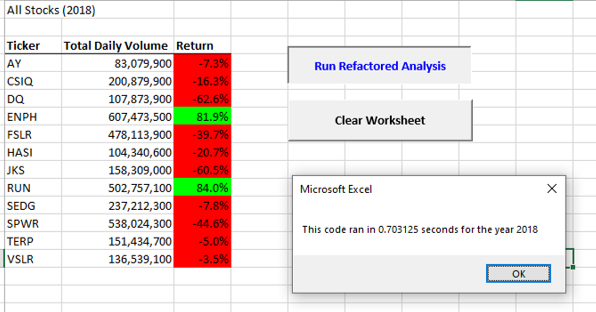 All Stocks (2018)
Ticker Total Daily Volume Return
AY 83,079,900 -7.3%
CSIQ 200,879,900 -16.3%
DQ 107,873,900 -62.6%
ENPH 607,473,500 81.9%
FSLR 478,113,900 -39.7%
HASI 104,340,600 -20.7%
JKS 158,309,000 -60.5%
RUN 502,757,100 84.0%
SEDG 237,212,300 -7.8%
SPWR 538,024,300 -44.6%
TERP 151,434,700 -5.0%
VSLR 136,539,100 -3.5%
Run Refactored Analysis
Clear Worksheet
Microsoft Excel
This code ran in 0.703125 seconds for the year 2018
OK